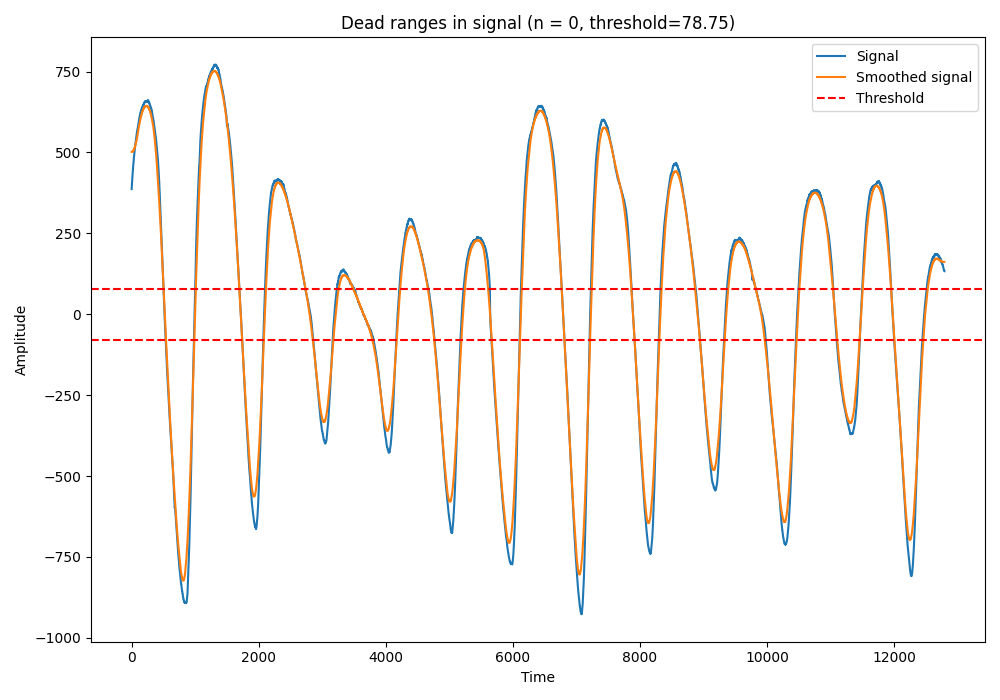 Dead ranges in signal (n = 0, threshold=78.75)
Signal
Smoothed signal
Threshold
750
500
250
0
−250
−500
−750
−1000
Amplitude
0
2000
4000
6000
8000
10000
12000
Time